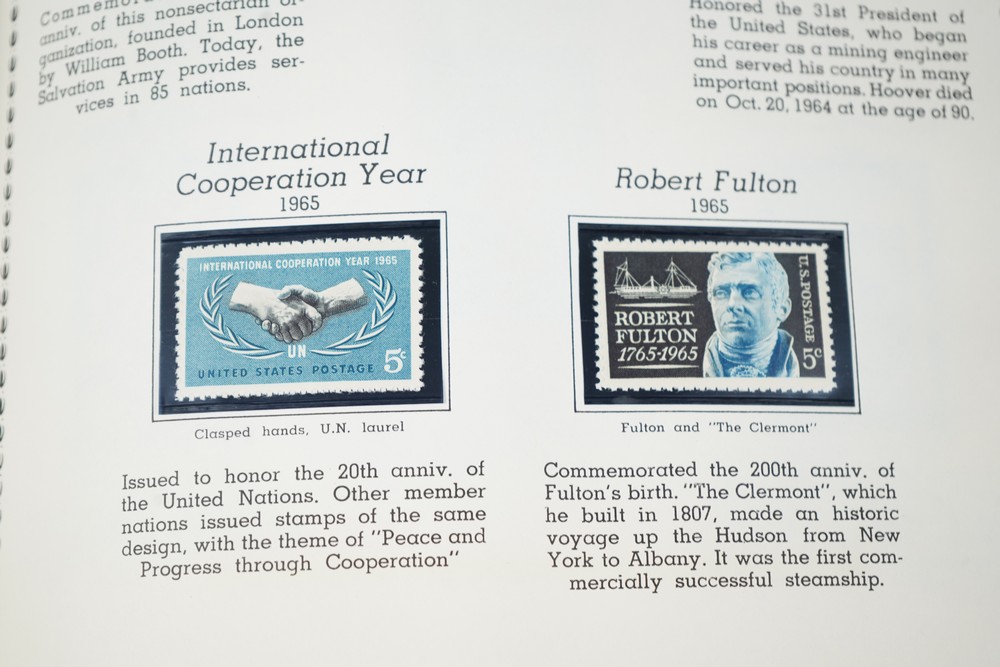 Commemora
anniv. of this nonsectarian or-
ganization, founded in London
by William Booth. Today, the
Salvation Army provides ser-
vices in 85 nations.
Honored the 31st President of
the United States, who began
his career as a mining engineer
and served his country in many
important positions. Hoover died
on Oct. 20, 1964 at the age of 90.
International
Cooperation Year
1965
INTERNATIONAL COOPERATION YEAR 1965
UN
UNITED STATES POSTAGE 5c
Clasped hands, U.N. laurel
Issued to honor the 20th anniv. of
the United Nations. Other member
nations issued stamps of the same
design, with the theme of "Peace and
Progress through Cooperation"
Robert Fulton
1965
ROBERT
FULTON
1765-1965
U.S. POSTAGE
5c
Fulton and "The Clermont"
Commemorated the 200th anniv. of
Fulton's birth. "The Clermont", which
he built in 1807, made an historic
voyage up the Hudson from New
York to Albany. It was the first com-
mercially successful steamship.